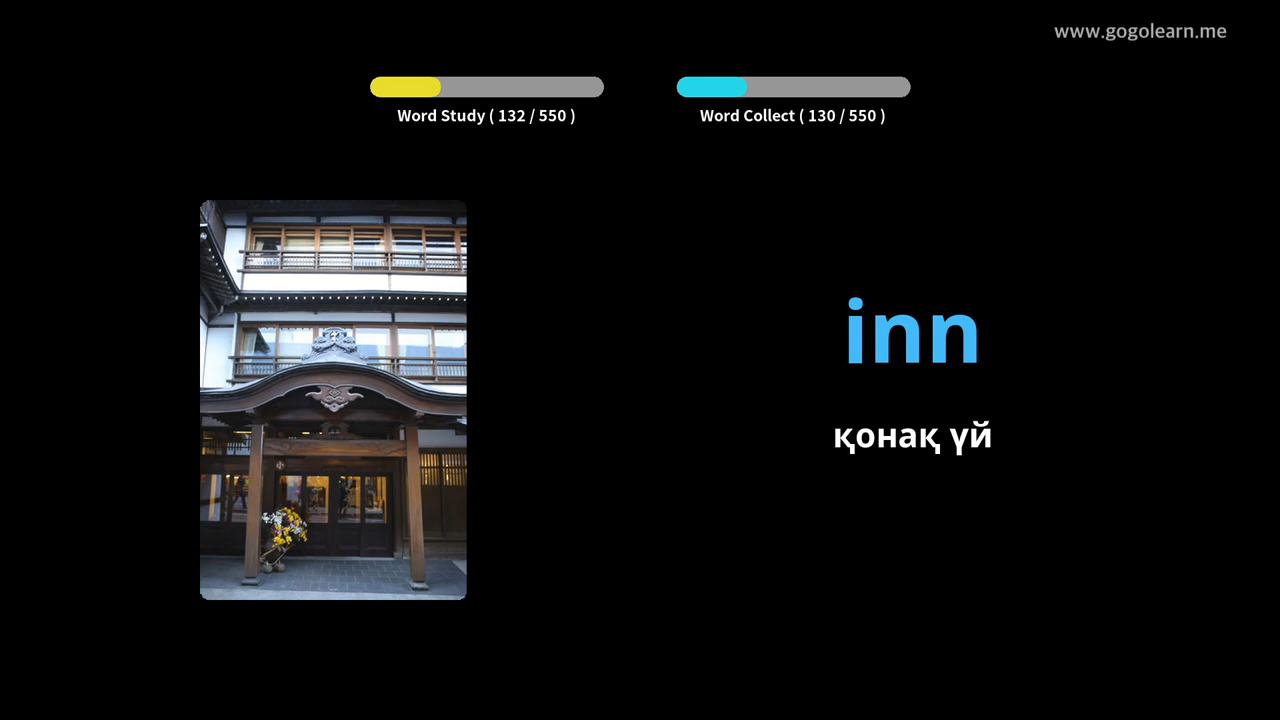 www.gogolearn.me
Word Study ( 132 / 550 )
Word Collect ( 130 / 550 )
inn
қонақ үй